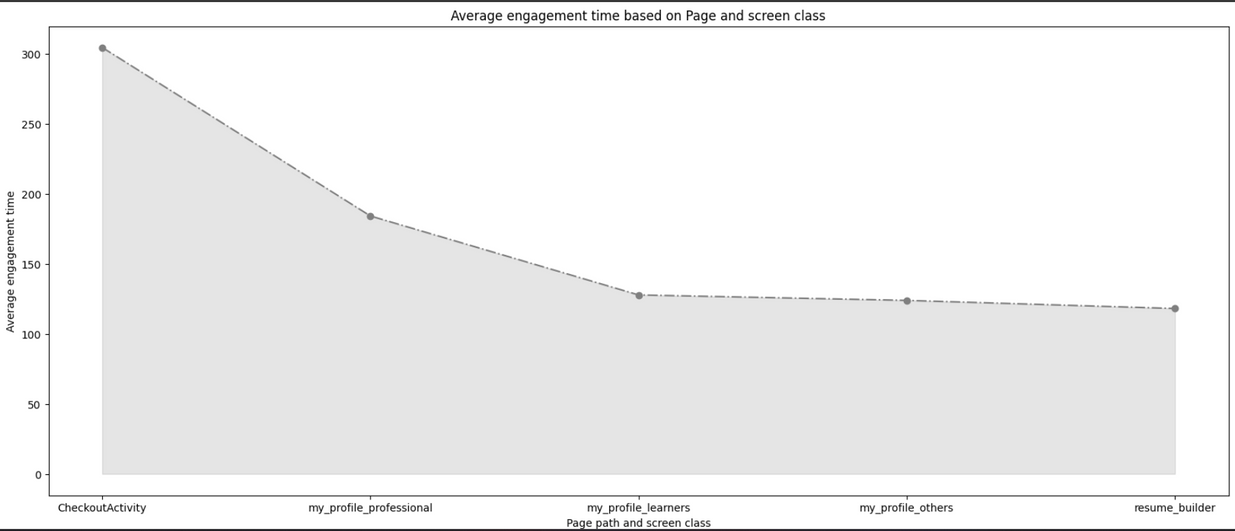 Average engagement time based on Page and screen class
Average engagement time
300
250
200
150
100
50
0
CheckoutActivity my_profile_professional my_profile_learners my_profile_others resume_builder
Page path and screen class